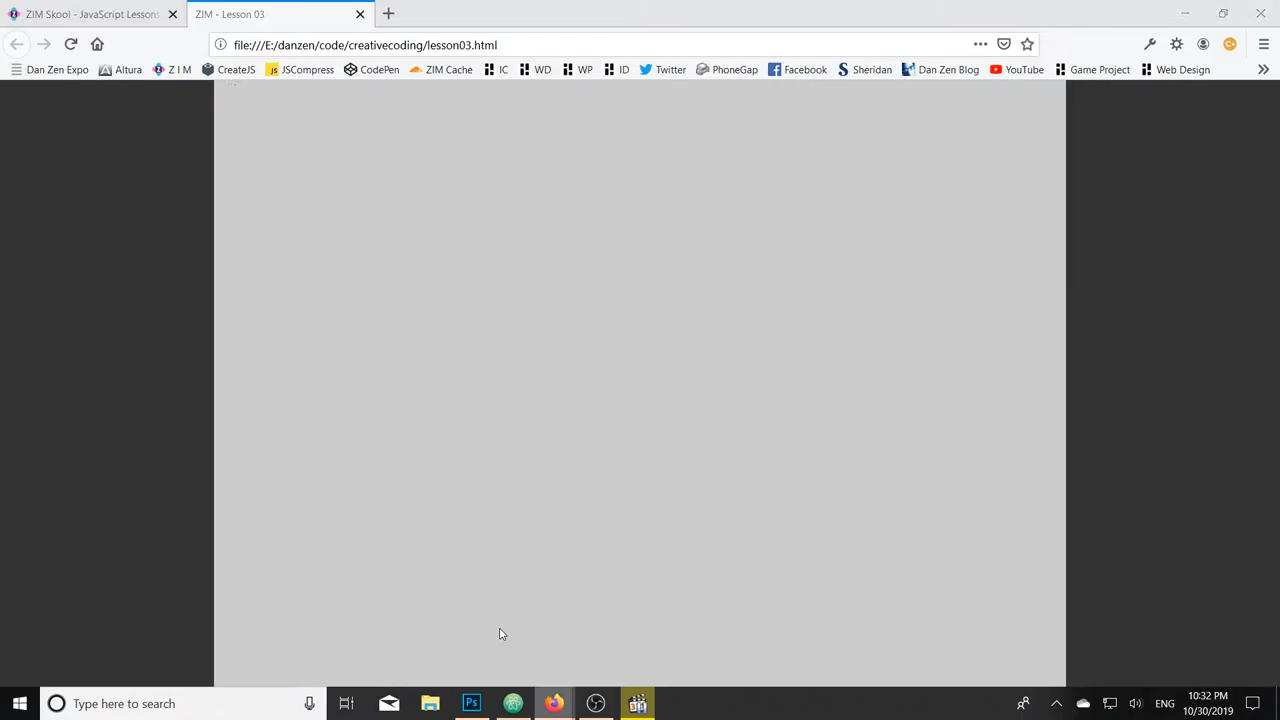 ZIM Skool - JavaScript Lessons
ZIM - Lesson 03
file:///E:/danzen/code/creativecoding/lesson03.html
Dan Zen Expo
Altura
Z I M
CreateJS
JS JSCompress
CodePen
ZIM Cache
IC
WD
WP
ID
Twitter
PhoneGap
Facebook
Sheridan
Dan Zen Blog
YouTube
Game Project
Web Design
Type here to search
Ps
ENG
10:32 PM
10/30/2019